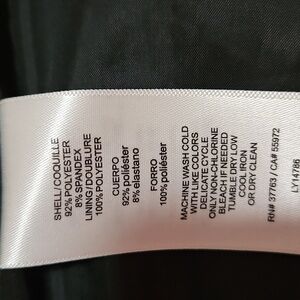 SHELL/COQUILLE
92% POLYESTER
8% SPANDEX
LINING/DOUBLURE
100% POLYESTER
CUERPO
92% poliéster
8% elastano
FORRO
100% poliéster
MACHINE WASH COLD
WITH LIKE COLORS
DELICATE CYCLE
ONLY NON-CHLORINE
BLEACH IF NEEDED
TUMBLE DRY LOW
COOL IRON
OR DRY CLEAN
RN# 37763 / CA# 55972
LY14786